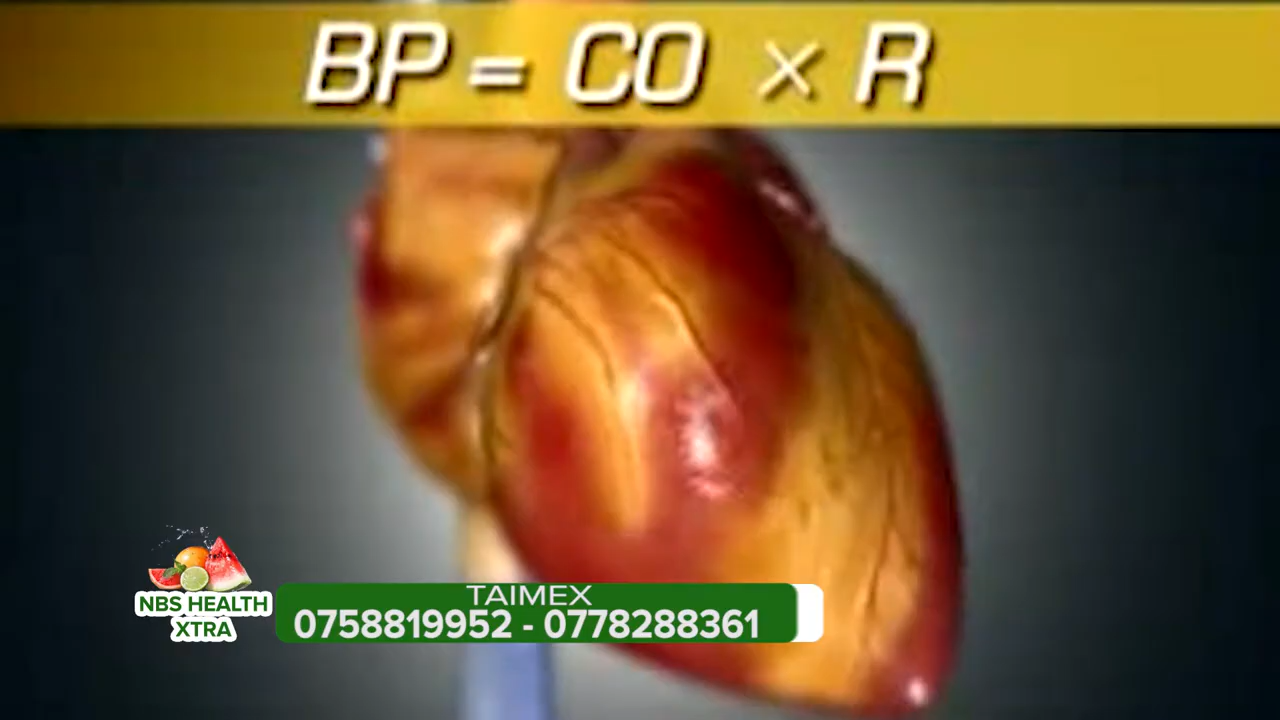 BP = CO × R
NBS HEALTH
XTRA
TAIMEX
0758819952 - 0778288361